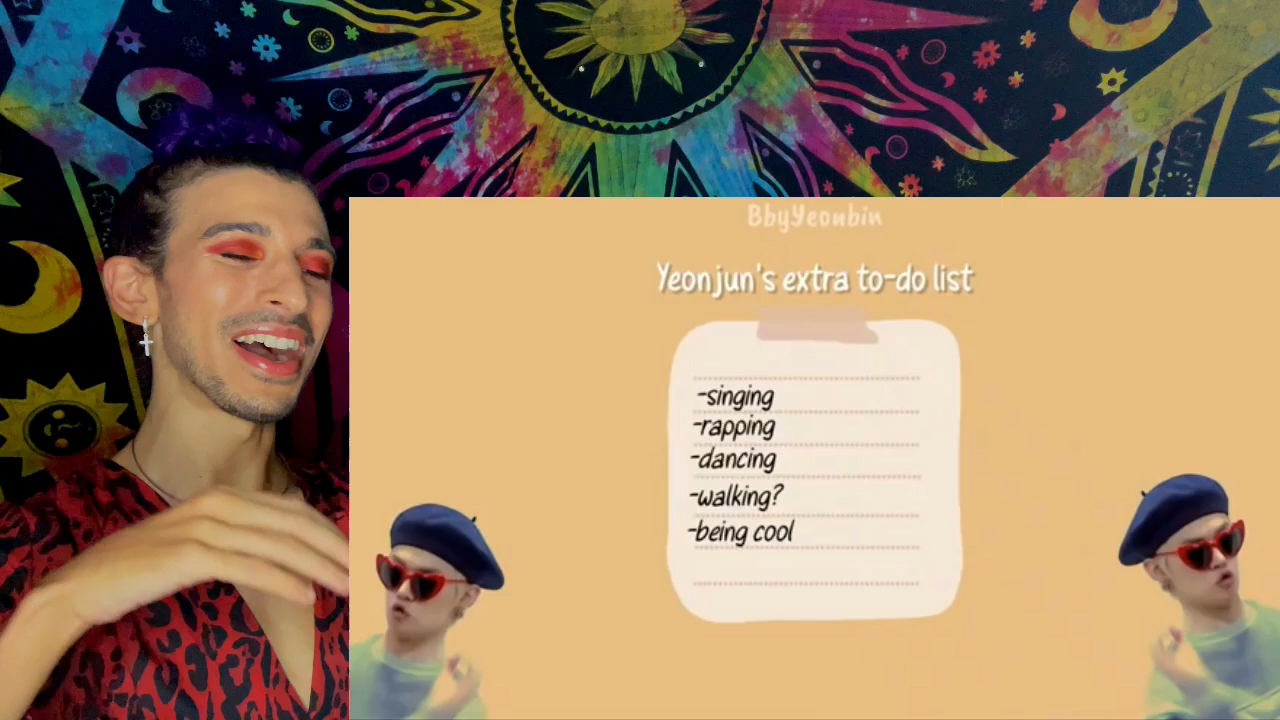 BbyYeonbin
Yeonjun's extra to-do list
-singing
-rapping
-dancing
-walking?
-being cool